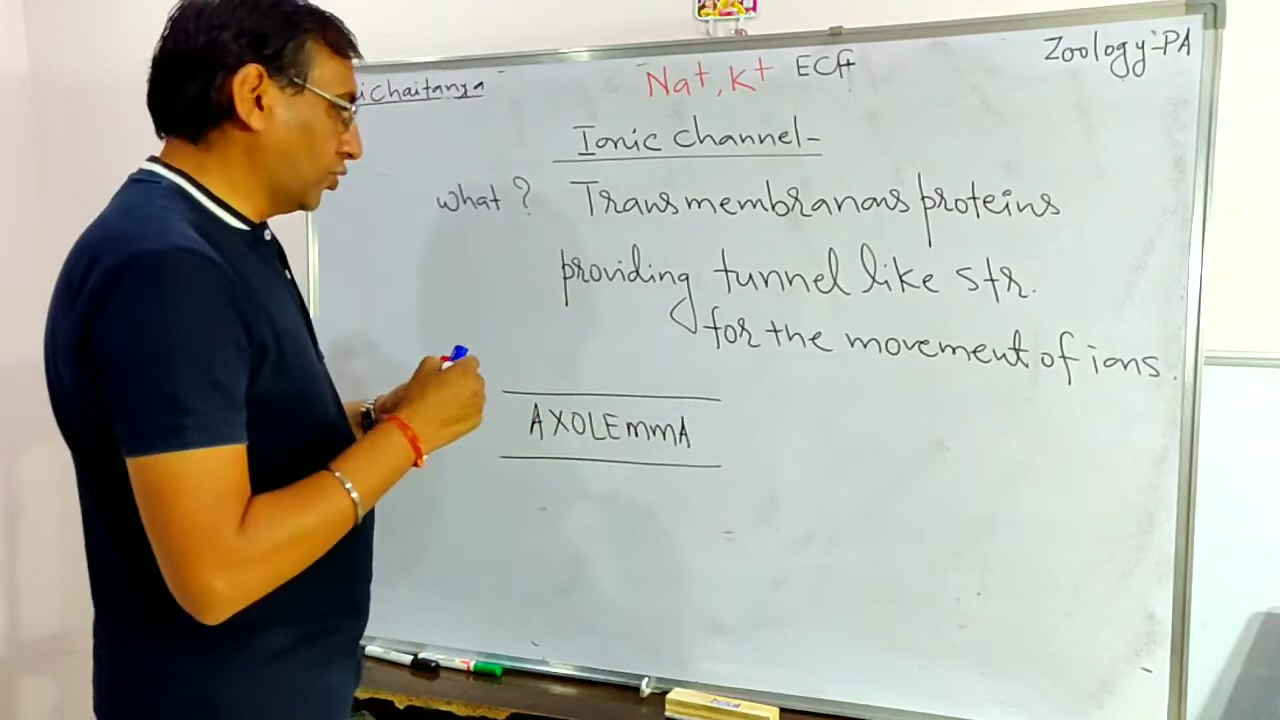 ichaitanya
Na+, K+ ECF
Zoology-PA
Ionic Channel-
what? Transmembranous proteins
providing tunnel like str.
for the movement of ions.
AXOLEMMA